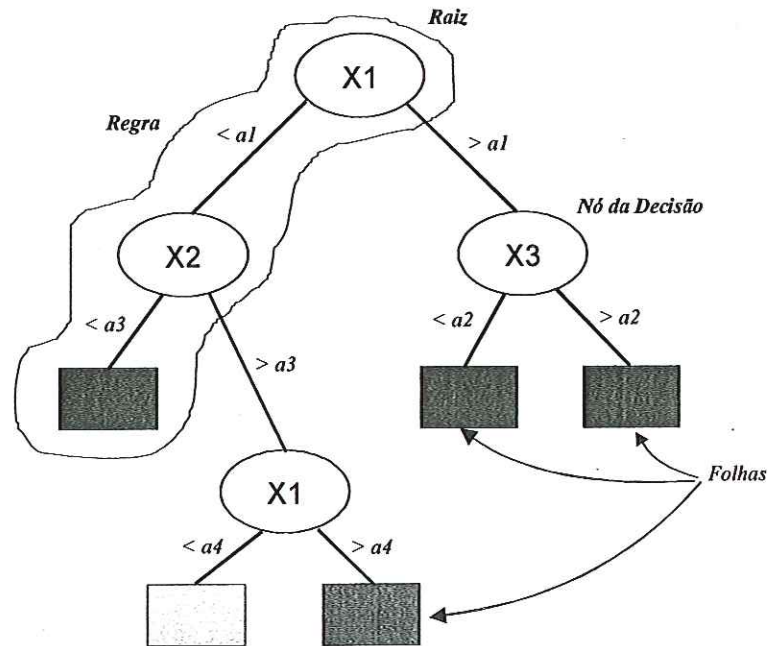 Raiz
X1
Regra
< a1
> a1
Nó da Decisão
X2
X3
< a3
> a3
< a2
> a2
X1
Folhas
< a4
> a4